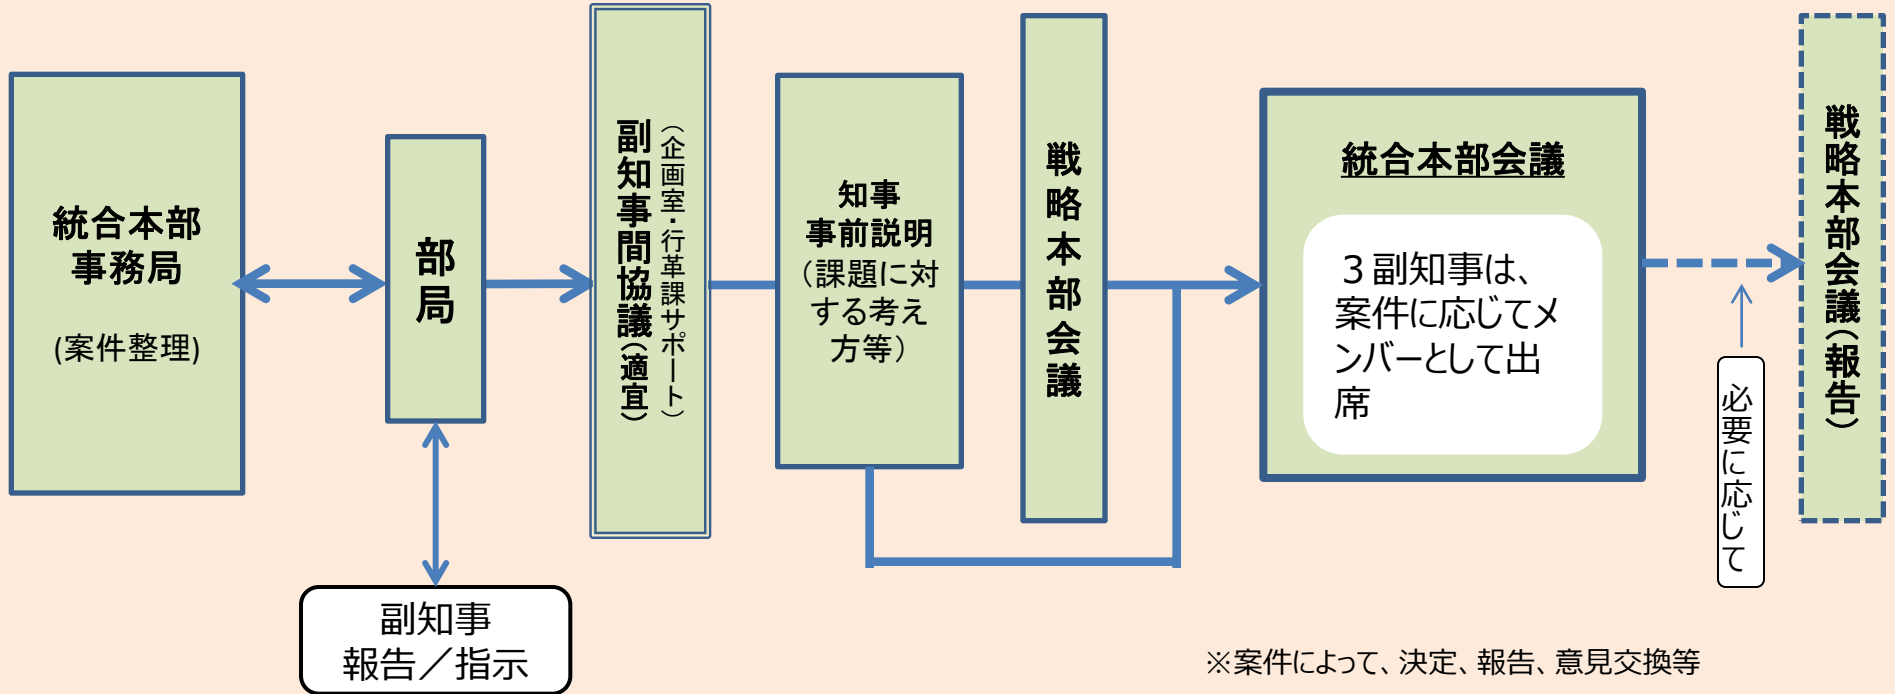 統合本部
事務局
(案件整理)
部局
副知事
報告／指示
副知事間協議（適宜）
（企画室・行革課サポート）
知事
事前説明
（課題に対
する考え
方等）
戦略本部会議
統合本部会議
３副知事は、
案件に応じてメ
ンバーとして出
席
必要に応じて
戦略本部会議（報告）
※案件によって、決定、報告、意見交換等